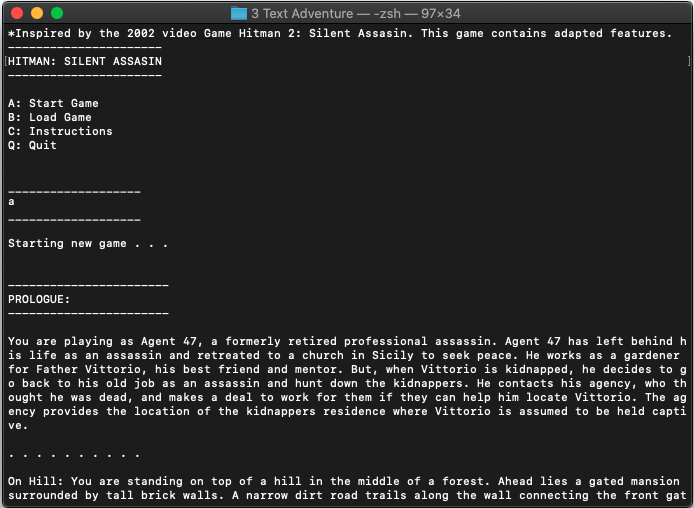 3 Text Adventure — -zsh — 97×34
*Inspired by the 2002 video Game Hitman 2: Silent Assasin. This game contains adapted features.
----------------------
[HITMAN: SILENT ASSASIN ]
----------------------
A: Start Game
B: Load Game
C: Instructions
Q: Quit
-------------------
a
-------------------
Starting new game . . .
-----------------------
PROLOGUE:
-----------------------
You are playing as Agent 47, a formerly retired professional assassin. Agent 47 has left behind h
is life as an assassin and retreated to a church in Sicily to seek peace. He works as a gardener
for Father Vittorio, his best friend and mentor. But, when Vittorio is kidnapped, he decides to g
o back to his old job as an assassin and hunt down the kidnappers. He contacts his agency, who th
ought he was dead, and makes a deal to work for them if they can help him locate Vittorio. The ag
ency provides the location of the kidnappers residence where Vittorio is assumed to be held capti
ve.
. . . . . . . . . .
On Hill: You are standing on top of a hill in the middle of a forest. Ahead lies a gated mansion
surrounded by tall brick walls. A narrow dirt road trails along the wall connecting the front gat